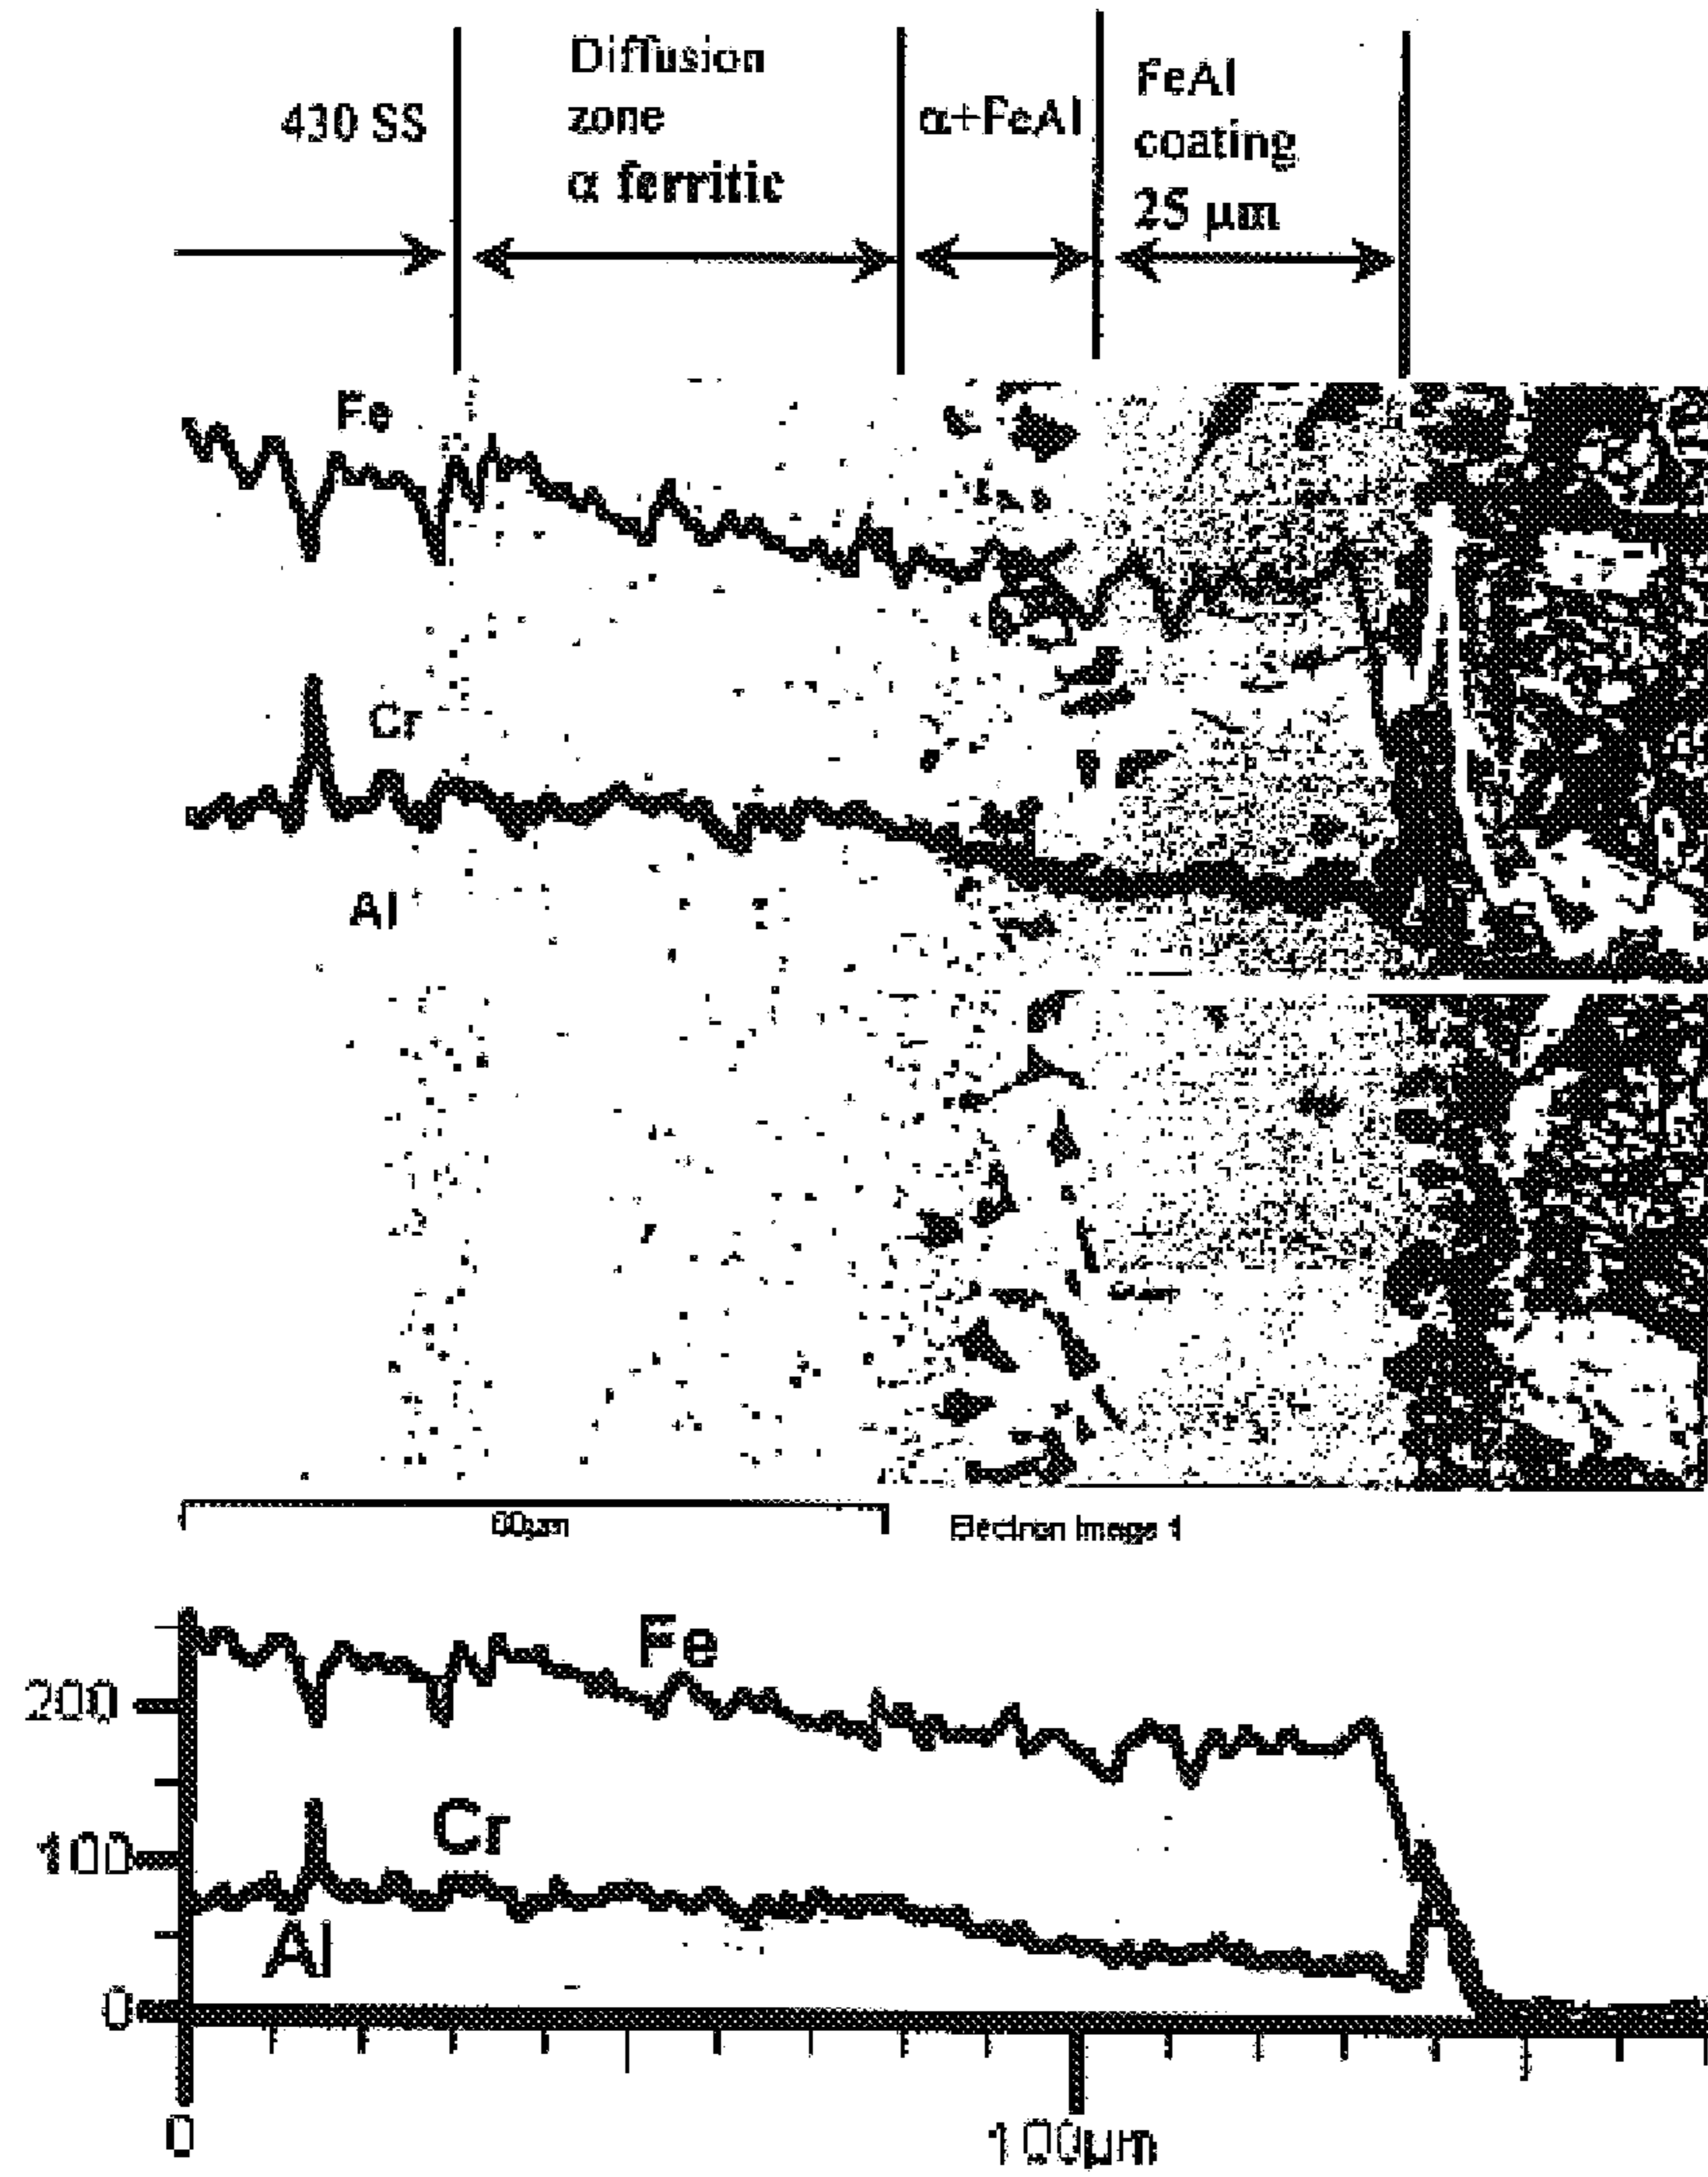 430 SS
Diffusion
zone
α ferritic
α+FeAl
FeAl
coating
25 μm
Fe
Cr
Al
Electron Image 1
Fe
200
Cr
100
Al
0
0
100μm